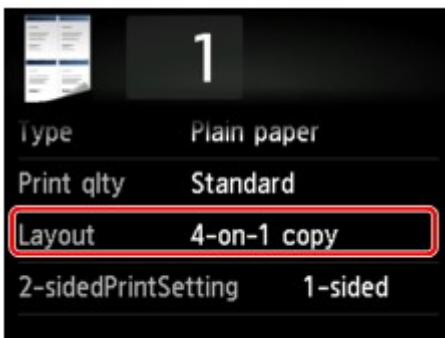 1
Type Plain paper
Print qlty Standard
Layout 4-on-1 copy
2-sidedPrintSetting 1-sided